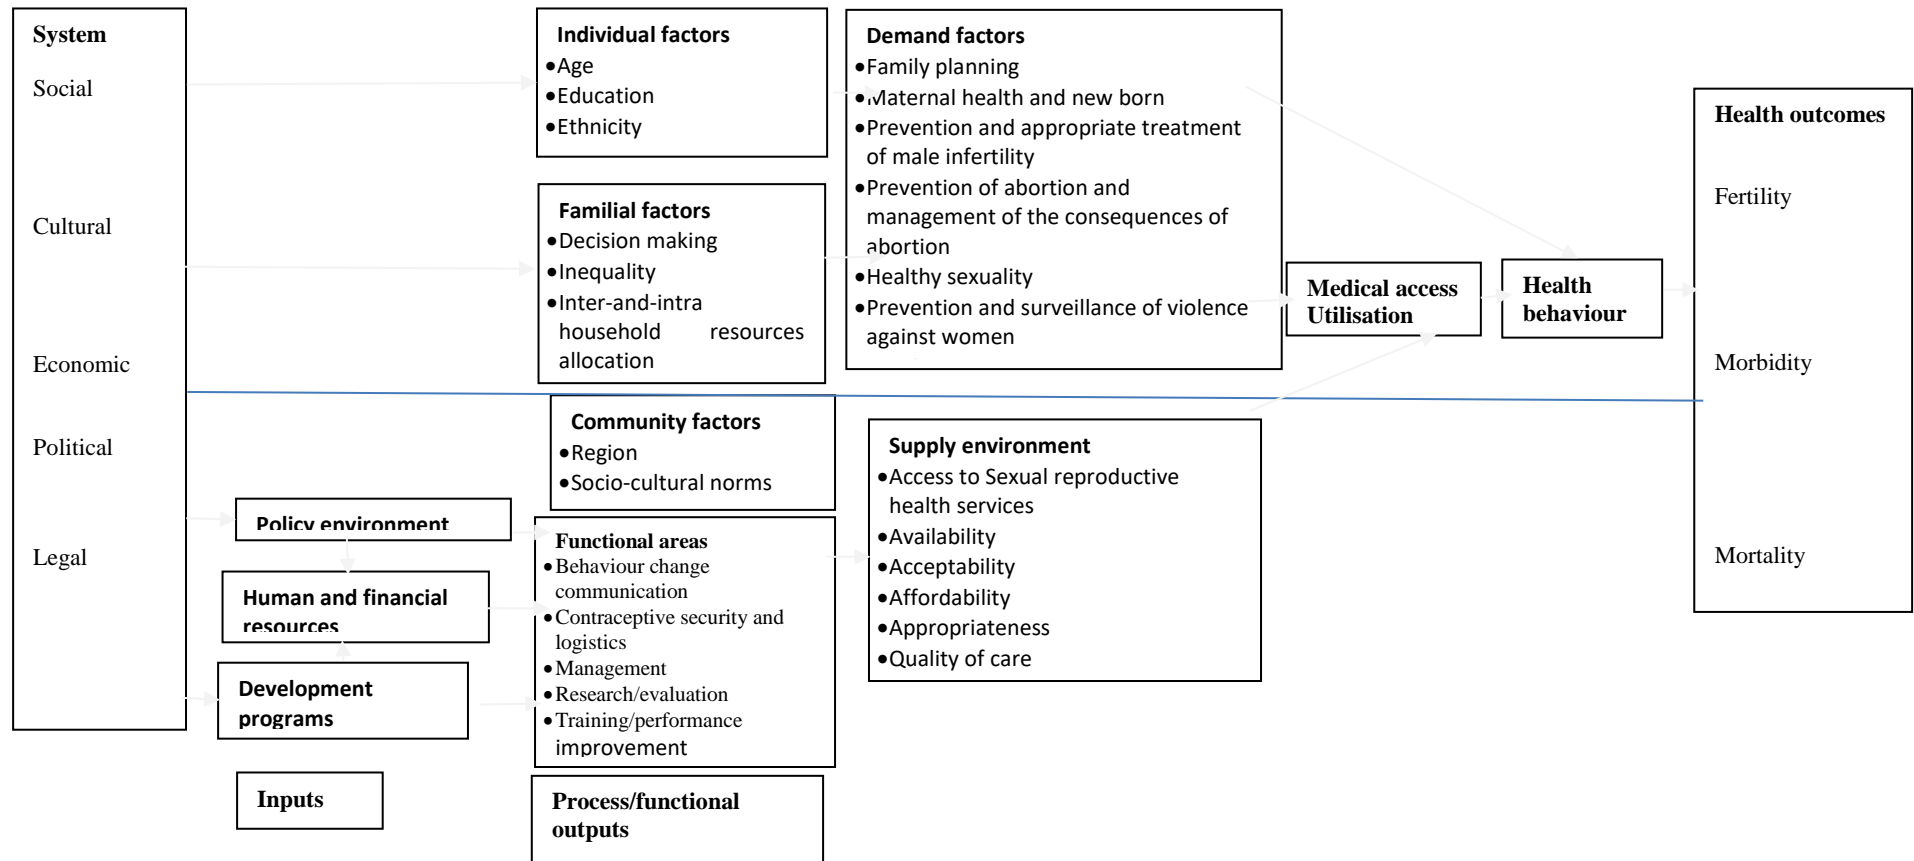 System
Social
Cultural
Economic
Political
Legal
Individual factors
•Age
•Education
•Ethnicity
Familial factors
•Decision making
•Inequality
•Inter-and-intra
household resources
allocation
Community factors
•Region
•Socio-cultural norms
Policy environment
Human and financial
resources
Development
programs
Functional areas
•Behaviour change
communication
•Contraceptive security and
logistics
•Management
•Research/evaluation
•Training/performance
improvement
Inputs
Process/functional
outputs
Demand factors
•Family planning
•Maternal health and new born
•Prevention and appropriate treatment
of male infertility
•Prevention of abortion and
management of the consequences of
abortion
•Healthy sexuality
•Prevention and surveillance of violence
against women
Supply environment
•Access to Sexual reproductive
health services
•Availability
•Acceptability
•Affordability
•Appropriateness
•Quality of care
Medical access
Utilisation
Health
behaviour
Health outcomes
Fertility
Morbidity
Mortality